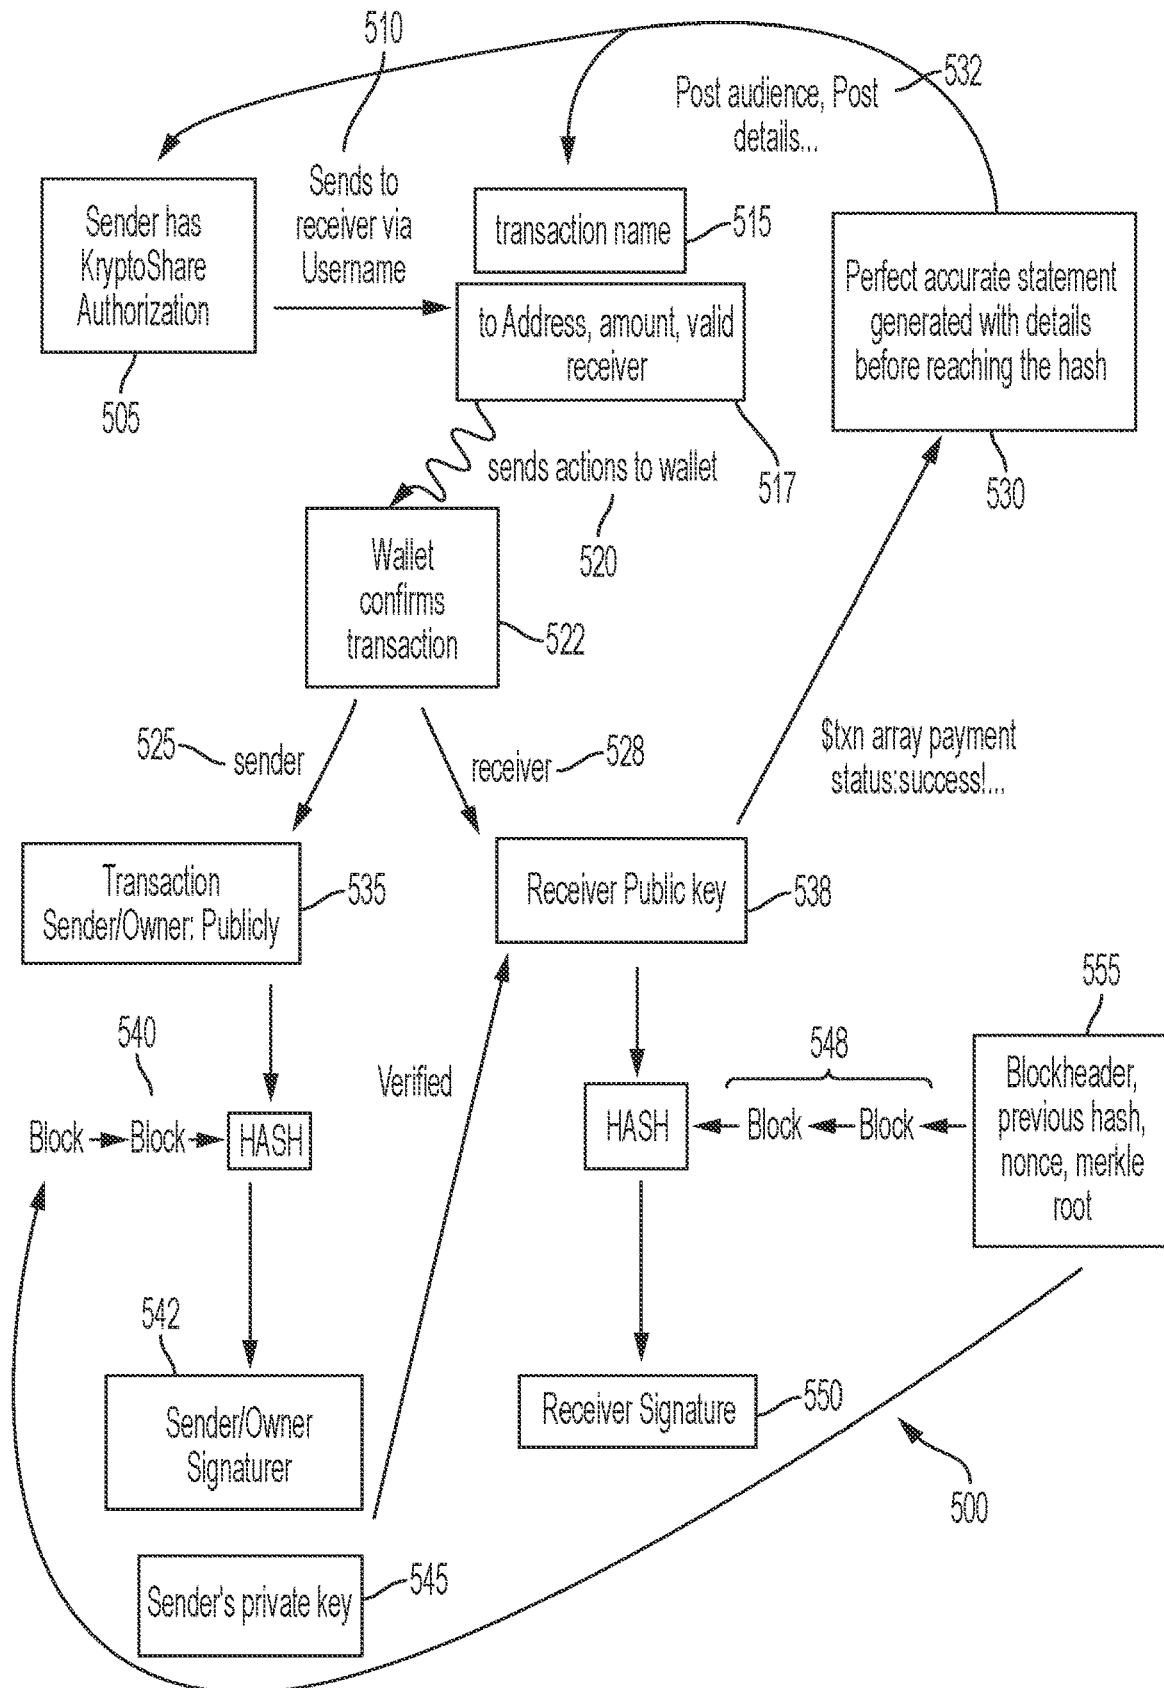 510
532
Post audience, Post
details...
Sender has
KryptoShare
Authorization
505
Sends to
receiver via
Username
transaction name
515
to Address, amount, valid
receiver
517
Perfect accurate statement
generated with details
before reaching the hash
530
sends actions to wallet
520
Wallet
confirms
transaction
522
525
sender
receiver
528
$txn array payment
status:success!...
Transaction
Sender/Owner: Publicly
535
Receiver Public key
538
555
540
Verified
548
Block
Block
HASH
HASH
Block
Block
Blockheader,
previous hash,
nonce, merkle
root
542
Sender/Owner
Signaturer
Receiver Signature
550
500
Sender's private key
545